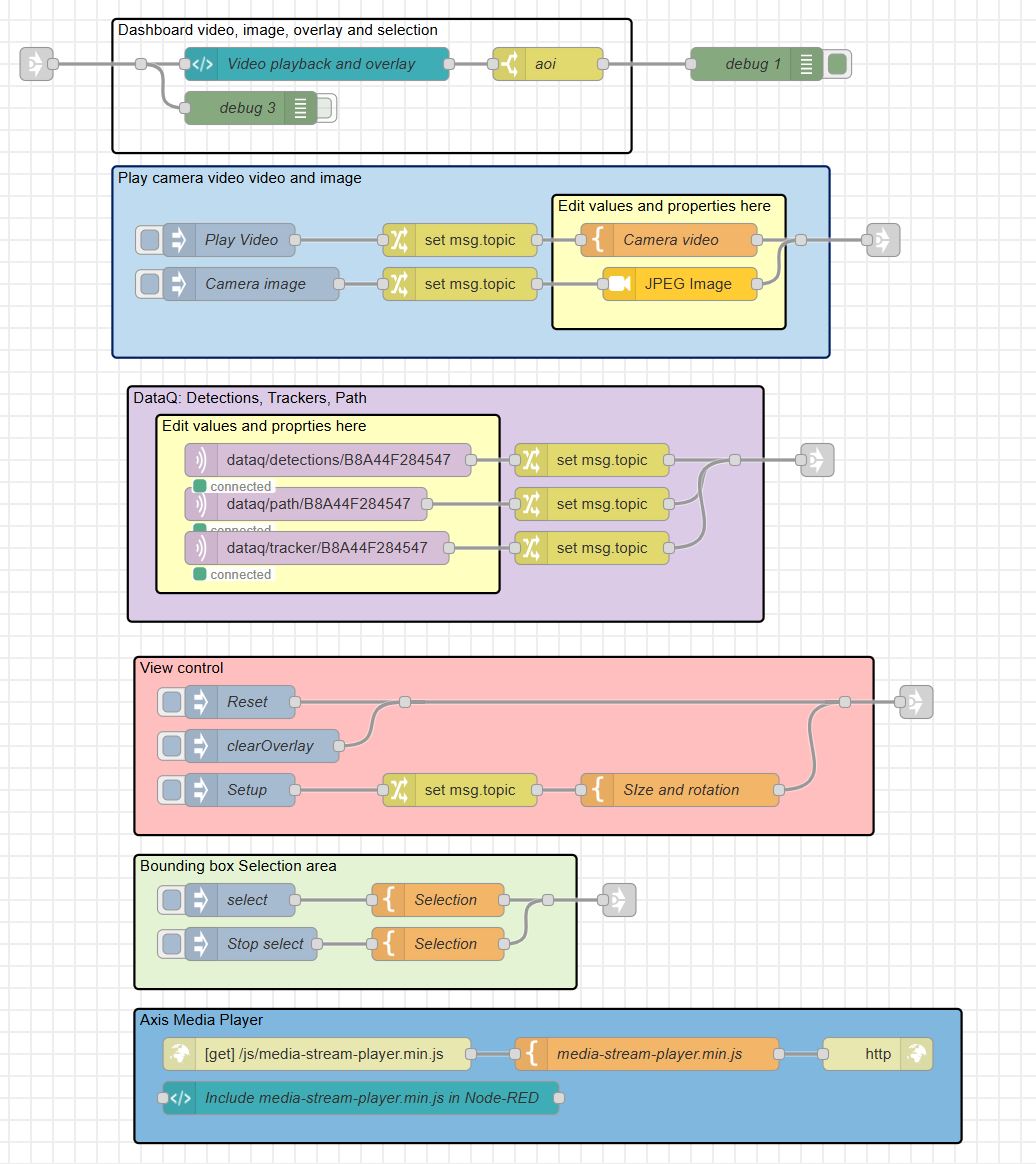 Dashboard video, image, overlay and selection
</> Video playback and overlay
aoi
debug 1
debug 3
Play camera video video and image
Edit values and properties here
Play Video
set msg.topic
Camera video
Camera image
set msg.topic
JPEG Image
DataQ: Detections, Trackers, Path
Edit values and proprties here
dataq/detections/B8A44F284547
set msg.topic
connected
dataq/path/B8A44F284547
set msg.topic
connected
dataq/tracker/B8A44F284547
set msg.topic
connected
View control
Reset
clearOverlay
Setup
set msg.topic
SIze and rotation
Bounding box Selection area
select
Selection
Stop select
Selection
Axis Media Player
[get] /js/media-stream-player.min.js
media-stream-player.min.js
http
</> Include media-stream-player.min.js in Node-RED